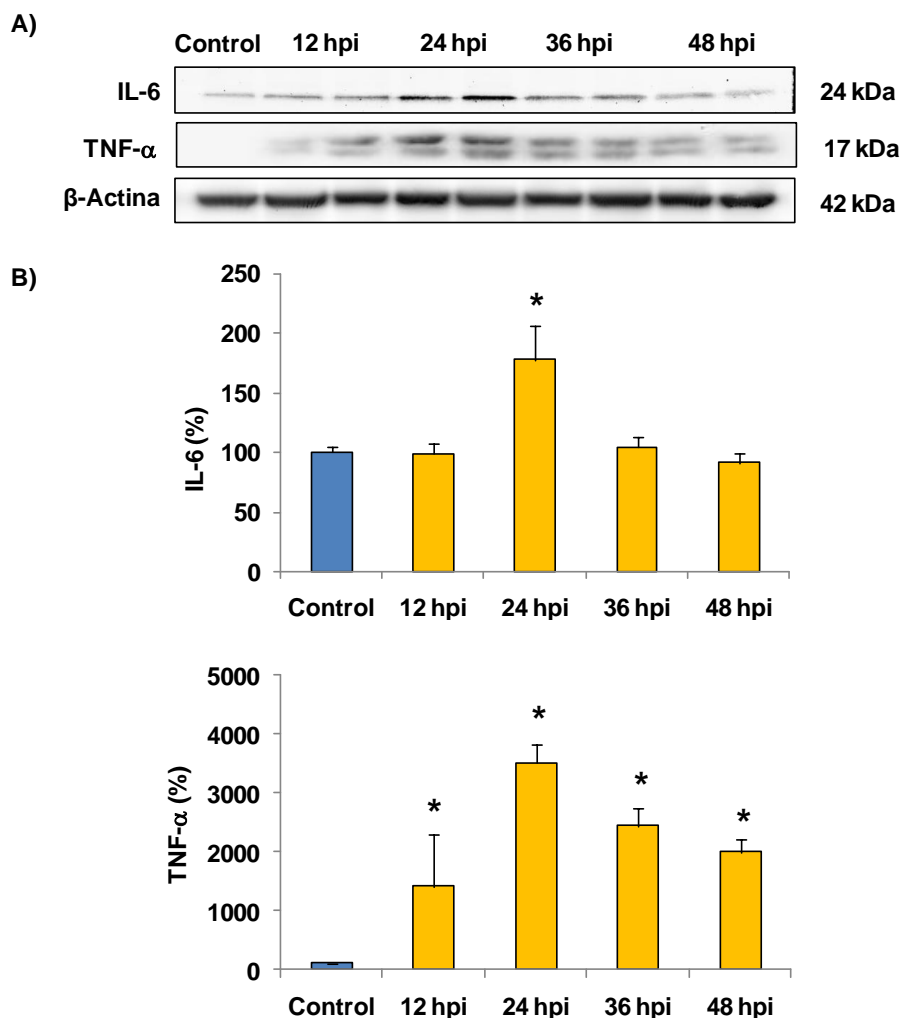 A)
Control 12 hpi 24 hpi 36 hpi 48 hpi
IL-6 24 kDa
TNF-α 17 kDa
β-Actina 42 kDa
B)
250
200
150
100
50
0
IL-6 (%)
*
Control 12 hpi 24 hpi 36 hpi 48 hpi
5000
4000
3000
2000
1000
0
TNF-α (%)
* * * *
Control 12 hpi 24 hpi 36 hpi 48 hpi